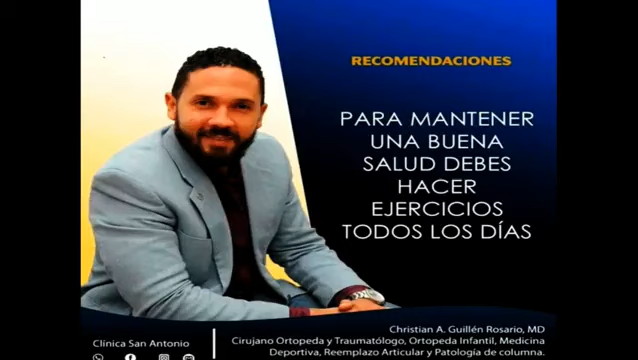 RECOMENDACIONES
PARA MANTENER
UNA BUENA
SALUD DEBES
HACER
EJERCICIOS
TODOS LOS DÍAS
Christian A. Guillén Rosario, MD
Clínica San Antonio
Cirujano Ortopeda y Traumatólogo, Ortopeda Infantil, Medicina
Deportiva, Reemplazo Articular y Patología de columna.